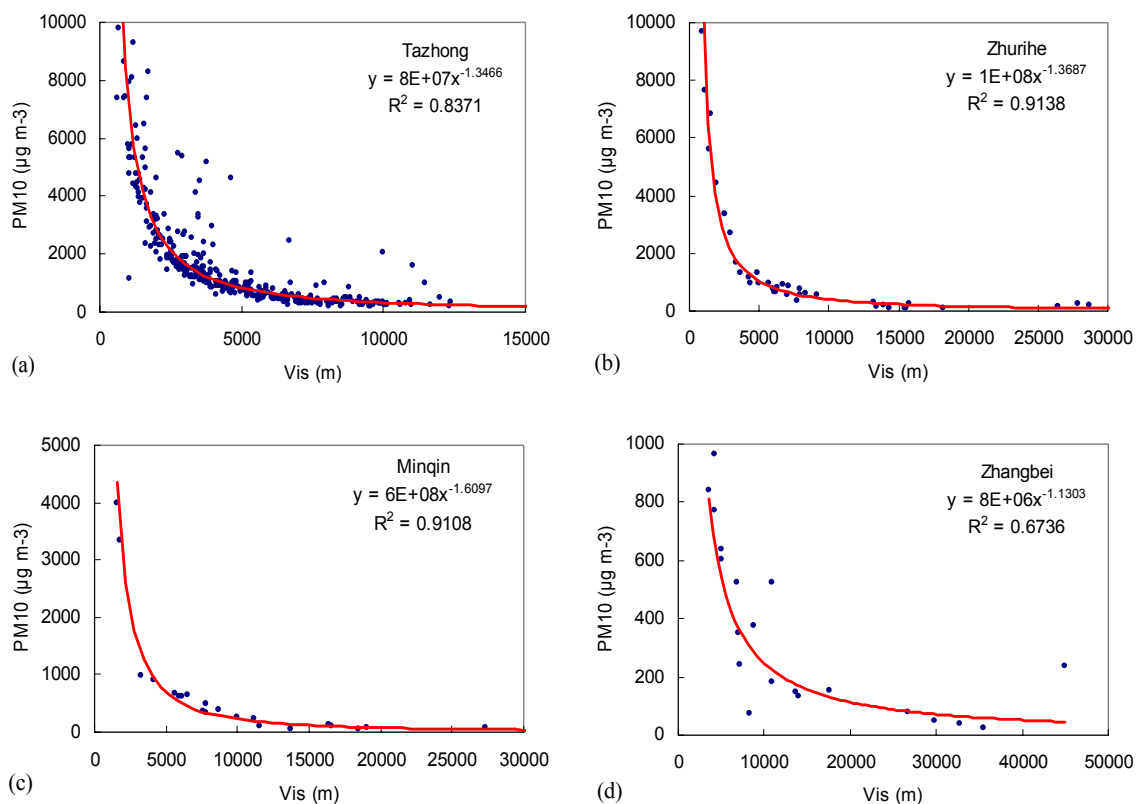 Tazhong
y = 8E+07x^-1.3466
R² = 0.8371
PM10 (µg m-3)
10000
8000
6000
4000
2000
0
0 5000 10000 15000
Vis (m)
(a)
Zhurihe
y = 1E+08x^-1.3687
R² = 0.9138
PM10 (µg m-3)
10000
8000
6000
4000
2000
0
0 5000 10000 15000 20000 25000 30000
Vis (m)
(b)
Minqin
y = 6E+08x^-1.6097
R² = 0.9108
PM10 (µg m-3)
5000
4000
3000
2000
1000
0
0 5000 10000 15000 20000 25000 30000
Vis (m)
(c)
Zhangbei
y = 8E+06x^-1.1303
R² = 0.6736
PM10 (µg m-3)
1000
800
600
400
200
0
0 10000 20000 30000 40000 50000
Vis (m)
(d)